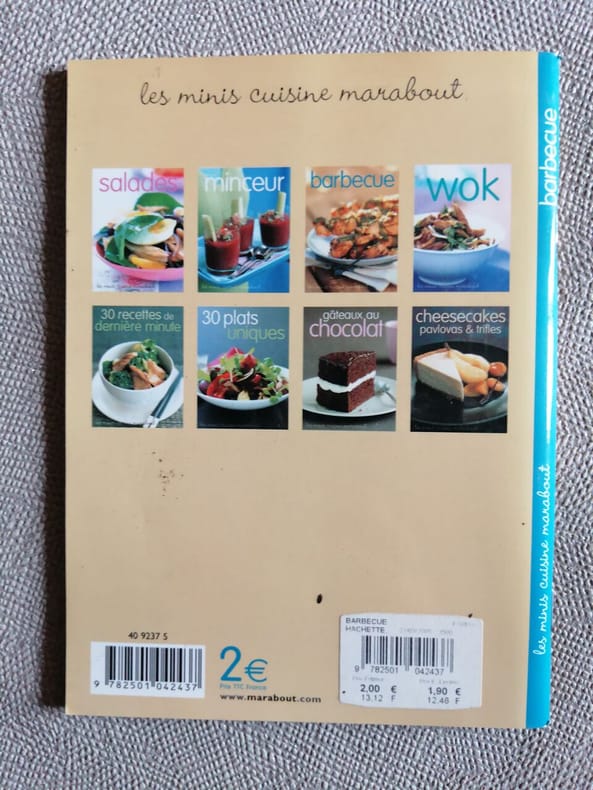 les minis cuisine marabout
salades
minceur
barbecue
wok
30 recettes de
dernière minute
30 plats
uniques
gâteaux au
chocolat
cheesecakes
pavlovas & trifles
barbecue
les minis cuisine marabout
40 9237 5
9 782501 042437
2€
Prix TTC France
www.marabout.com
BARBECUE
HACHETTE
9 782501 042437
2,00 €
13,12 F
1,90 €
12,46 F